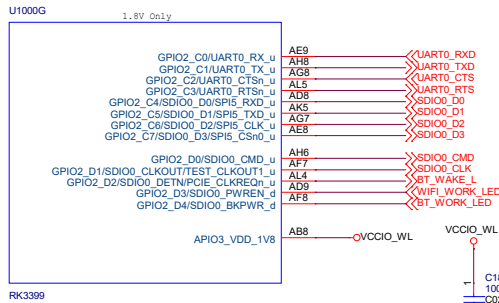 U1000G
1.8V Only
GPIO2_C0/UART0_RX_u AE9 UART0_RXD
GPIO2_C1/UART0_TX_u AH8 UART0_TXD
GPIO2_C2/UART0_CTSn_u AG8 UART0_CTS
GPIO2_C3/UART0_RTSn_u AL5 UART0_RTS
GPIO2_C4/SDIO0_D0/SPI5_RXD_u AD8 SDIO0_D0
GPIO2_C5/SDIO0_D1/SPI5_TXD_u AK5 SDIO0_D1
GPIO2_C6/SDIO0_D2/SPI5_CLK_u AG7 SDIO0_D2
GPIO2_C7/SDIO0_D3/SPI5_CSn0_u AE8 SDIO0_D3
GPIO2_D0/SDIO0_CMD_u AH6 SDIO0_CMD
GPIO2_D1/SDIO0_CLKOUT/TEST_CLKOUT1_u AF7 SDIO0_CLK
GPIO2_D2/SDIO0_DETN/PCIE_CLKREQn_u AL4 BT_WAKE_L
GPIO2_D3/SDIO0_PWREN_d AD9 WIFI_WORK_LED
GPIO2_D4/SDIO0_BKPWR_d AF8 BT_WORK_LED
APIO3_VDD_1V8 AB8 VCCIO_WL
VCCIO_WL
1
RK3399